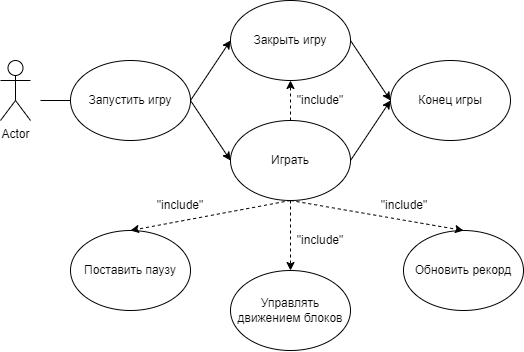 Закрыть игру
Запустить игру
"include"
Конец игры
Actor
Играть
"include"
"include"
"include"
Поставить паузу
Обновить рекорд
Управлять
движением блоков